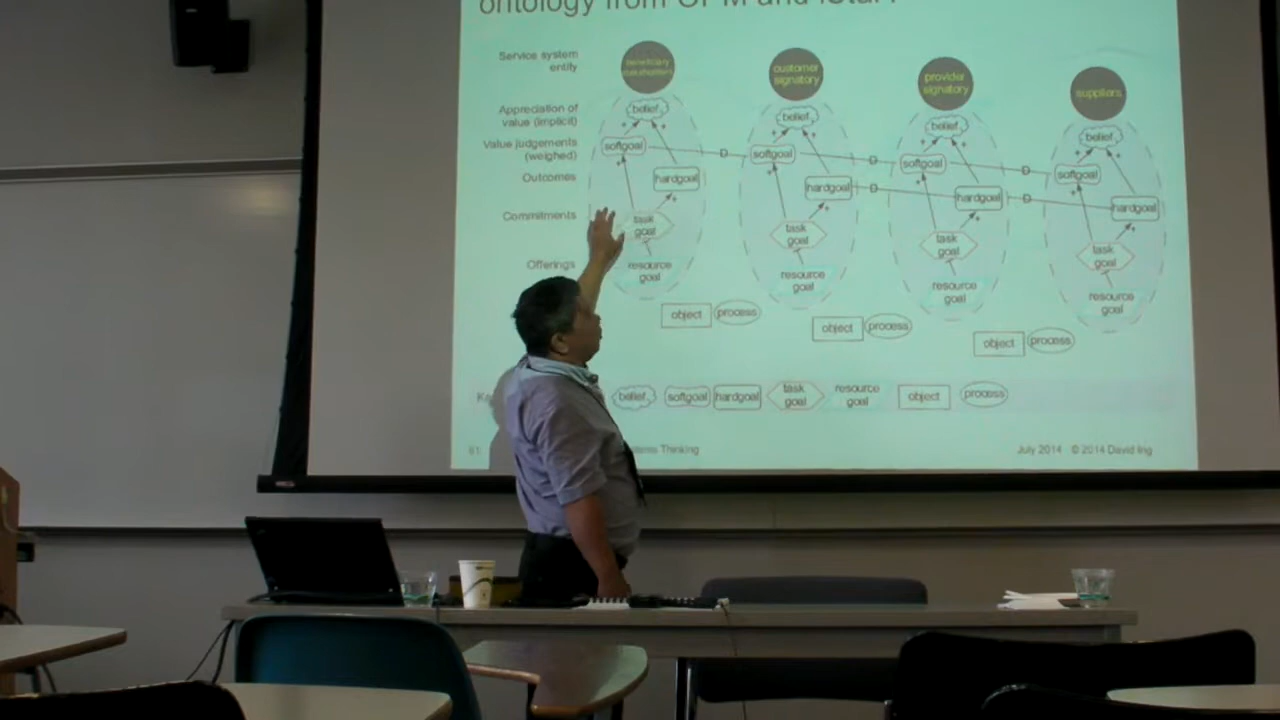 ontology from OPM and iStar?
Service system
entity
beneficiary
stakeholders
customer
signatory
provider
signatory
suppliers
Appreciation of
value (implicit)
belief
belief
belief
belief
Value judgements
(weighed)
softgoal
D
softgoal
D
softgoal
D
softgoal
Outcomes
hardgoal
hardgoal
D
hardgoal
D
hardgoal
Commitments
task
goal
task
goal
task
goal
task
goal
Offerings
resource
goal
resource
goal
resource
goal
resource
goal
object
process
object
process
object
process
belief
softgoal
hardgoal
task
goal
resource
goal
object
process
61
Thinking
July 2014 © 2014 David Ing